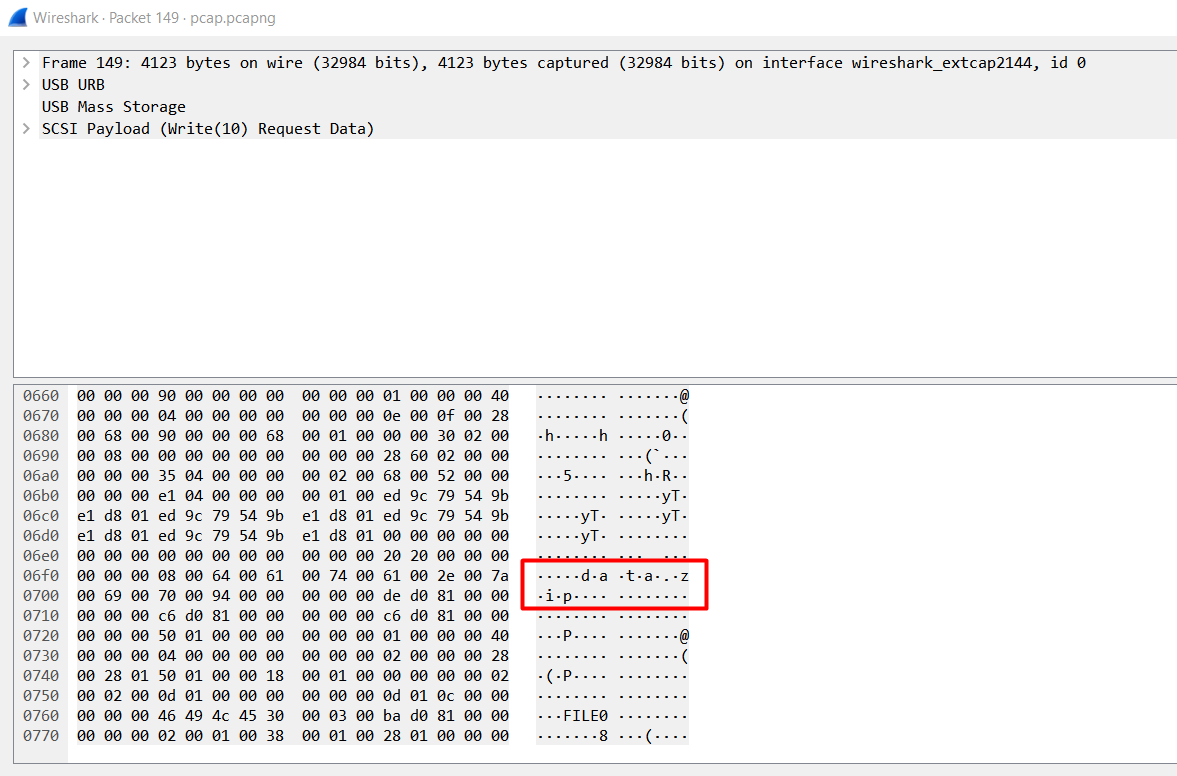 Wireshark · Packet 149 · pcap.pcapng
Frame 149: 4123 bytes on wire (32984 bits), 4123 bytes captured (32984 bits) on interface wireshark_extcap2144, id 0
USB URB
USB Mass Storage
SCSI Payload (Write(10) Request Data)
0660 00 00 00 90 00 00 00 00 00 00 00 01 00 00 00 40 ········ ·······@
0670 00 00 00 04 00 00 00 00 00 00 00 0e 00 0f 00 28 ········ ·······(
0680 00 68 00 90 00 00 00 68 00 01 00 00 00 30 02 00 ·h·····h ·····0··
0690 00 08 00 00 00 00 00 00 00 00 28 60 02 00 00 00 ········ ··(`····
06a0 00 00 00 35 04 00 00 00 00 02 00 68 00 52 00 00 ···5···· ···h·R··
06b0 00 00 00 e1 04 00 00 00 00 01 00 ed 9c 79 54 9b ········ ·····yT·
06c0 e1 d8 01 ed 9c 79 54 9b e1 d8 01 ed 9c 79 54 9b ·····yT· ·····yT·
06d0 e1 d8 01 ed 9c 79 54 9b e1 d8 01 00 00 00 00 00 ·····yT· ········
06e0 00 00 00 00 00 00 00 00 00 00 00 20 20 00 00 00 ········ ···  ···
06f0 00 00 00 08 00 64 00 61 00 74 00 61 00 2e 00 7a ·····d·a ·t·a·.·z
0700 00 69 00 70 00 94 00 00 00 00 00 de d0 81 00 00 ·i·p···· ········
0710 00 00 00 c6 d0 81 00 00 00 00 00 c6 d0 81 00 00 ········ ········
0720 00 00 00 50 01 00 00 00 00 00 00 01 00 00 00 40 ···P···· ·······@
0730 00 00 00 04 00 00 00 00 00 00 00 02 00 00 00 28 ········ ·······(
0740 00 28 01 50 01 00 00 18 00 01 00 00 00 00 00 02 ·(·P···· ········
0750 00 02 00 0d 01 00 00 00 00 00 00 0d 01 0c 00 00 ········ ········
0760 00 00 00 46 49 4c 45 30 00 03 00 ba d0 81 00 00 ···FILE0 ········
0770 00 00 00 02 00 01 00 38 00 01 00 28 01 00 00 00 ·······8 ···(····